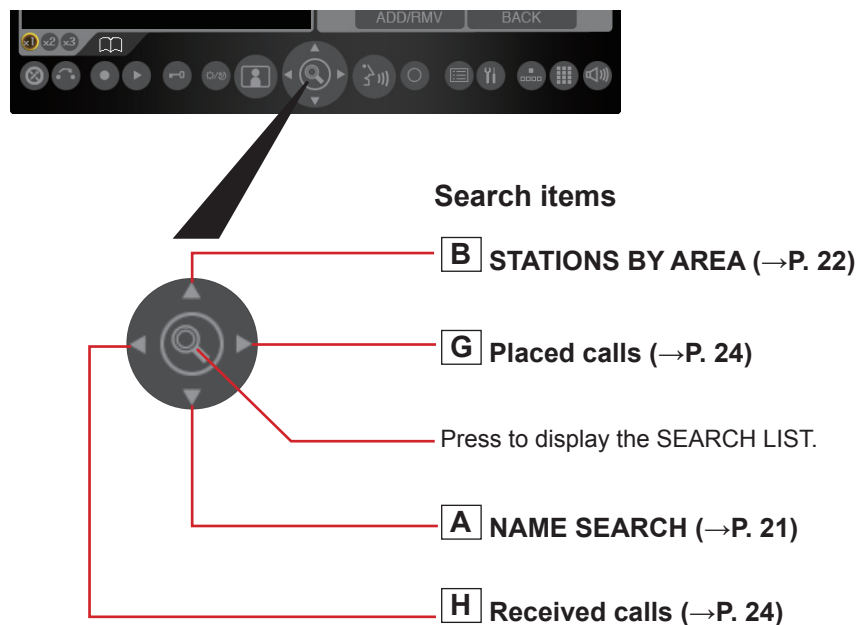 ADD/RMV BACK
x1 x2 x3
Search items
B STATIONS BY AREA (→P. 22)
G Placed calls (→P. 24)
Press to display the SEARCH LIST.
A NAME SEARCH (→P. 21)
H Received calls (→P. 24)